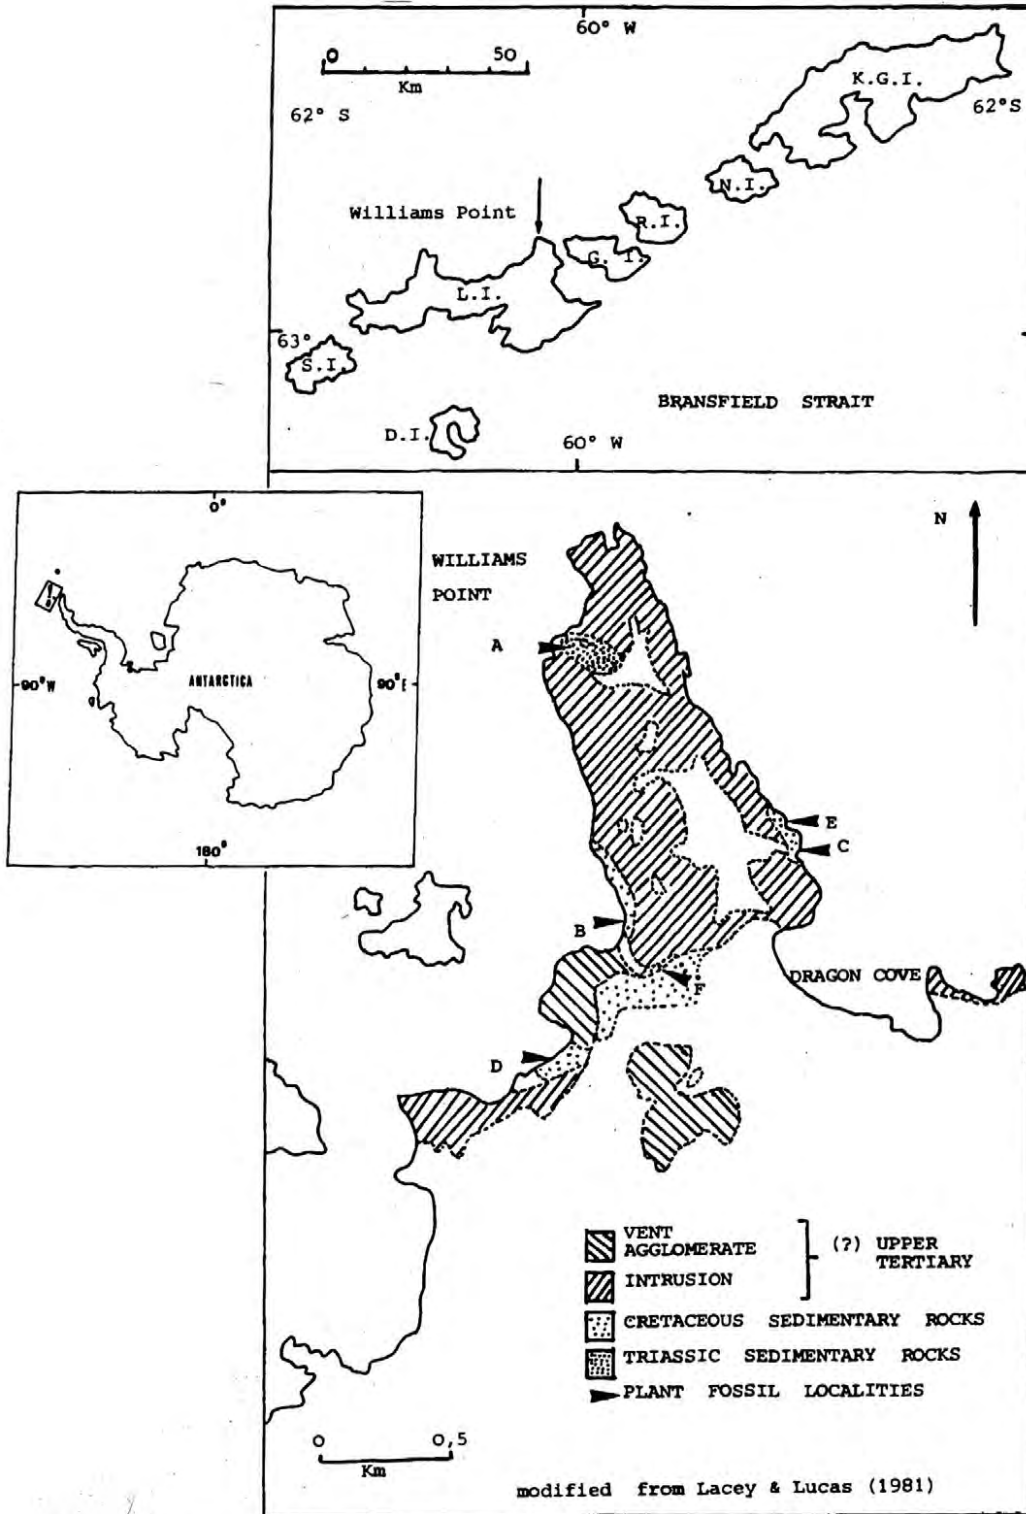 60° W
0 50
Km
62° S
K.G.I.
62°S
N.I.
Williams Point
R.I.
G. I.
L.I.
63°
S.I.
BRANSFIELD STRAIT
D.I.
60° W
0°
90°W
ANTARCTICA
90°E
180°
N
WILLIAMS
POINT
A
E
C
B
F
DRAGON COVE
D
VENT
AGGLOMERATE
INTRUSION
(?) UPPER
TERTIARY
CRETACEOUS SEDIMENTARY ROCKS
TRIASSIC SEDIMENTARY ROCKS
PLANT FOSSIL LOCALITIES
0 0,5
Km
modified from Lacey & Lucas (1981)